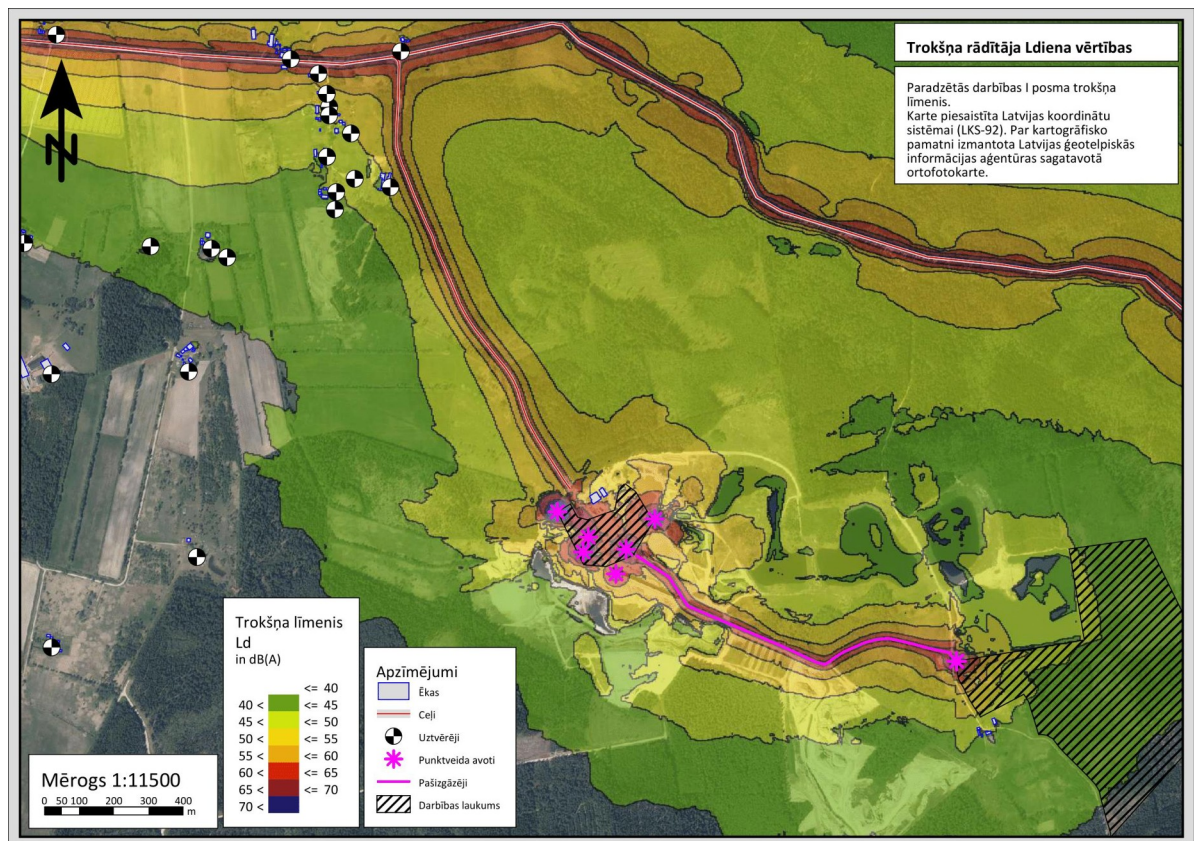 Trokšņa rādītāja Ldiena vērtības
Paradzētās darbības I posma trokšņa
līmenis.
Karte piesaistīta Latvijas koordinātu
sistēmai (LKS-92). Par kartogrāfisko
pamatni izmantota Latvijas ģeotelpiskās
informācijas aģentūras sagatavotā
ortofotokarte.
N
Trokšņa līmenis
Ld
in dB(A)
<= 40
40 < <= 45
45 < <= 50
50 < <= 55
55 < <= 60
60 < <= 65
65 < <= 70
70 <
Apzīmējumi
Ēkas
Ceļi
Uztvērēji
Punktveida avoti
Pašizgāzēji
Darbības laukums
Mērogs 1:11500
0 50 100 200 300 400
m